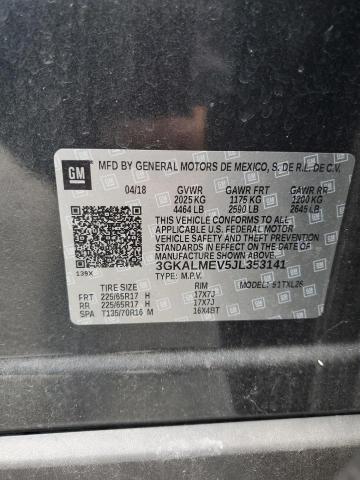 GM
MFD BY GENERAL MOTORS DE MEXICO, S. DE R.L. DE C.V.
04/18 GVWR GAWR FRT GAWR RR
2025 KG 1175 KG 1200 KG
4464 LB 2590 LB 2645 LB
THIS VEHICLE CONFORMS TO ALL
APPLICABLE U.S. FEDERAL MOTOR
VEHICLE SAFETY AND THEFT PREVENTION
STANDARDS IN EFFECT ON THE DATE OF
MANUFACTURE SHOWN ABOVE.
139X 3GKALMEV5JL353141
TYPE: M.P.V. MODEL: 51TXL26
TIRE SIZE RIM
FRT 225/65R17 H 17X7J
RR 225/65R17 H 17X7J
SPA T135/70R16 M 16X4BT